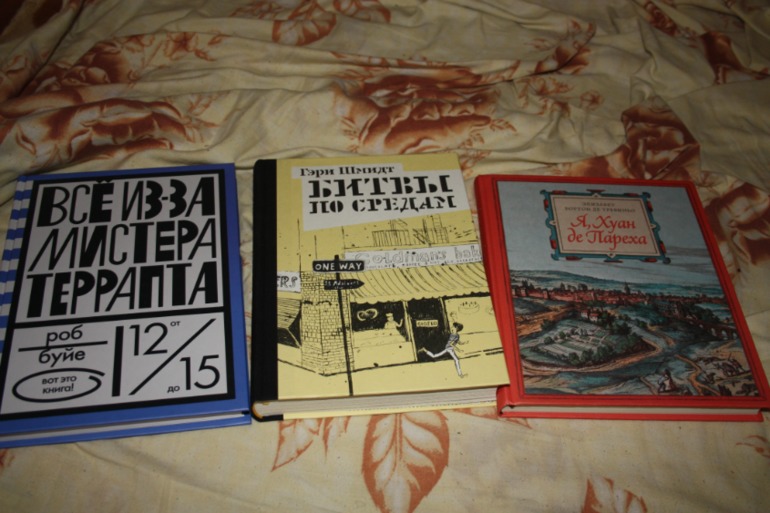 ВСЁ ИЗ-ЗА
МИСТЕРА
ТЕРРАПТА
роб
буйе
вот это
книга!
12 от
до 15
Гэри Шмидт
БИТВЫ
ПО СРЕДАМ
ONE WAY
Я, Хуан
де Пареха